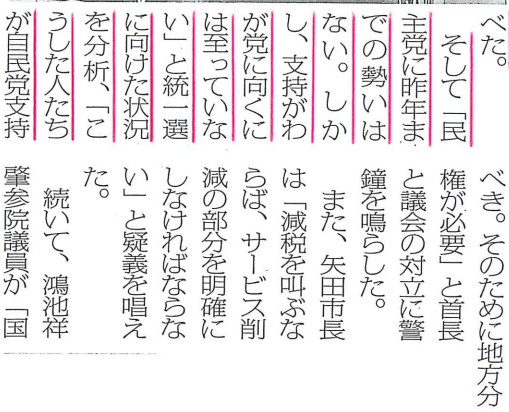 べた。
　そして「民
主党に昨年ま
での勢いは
ない。しか
し、支持がわ
が党に向くに
は至っていな
い」と統一選
に向けた状況
を分析、「こ
うした人たち
が自民党支持
べき。そのために地方分
権が必要」と首長
と議会の対立に警
鐘を鳴らした。
　また、矢田市長
は「減税を叫ぶな
らば、サービス削
減の部分を明確に
しなければならな
い」と疑義を唱え
た。
　続いて、鴻池祥
肇参院議員が「国